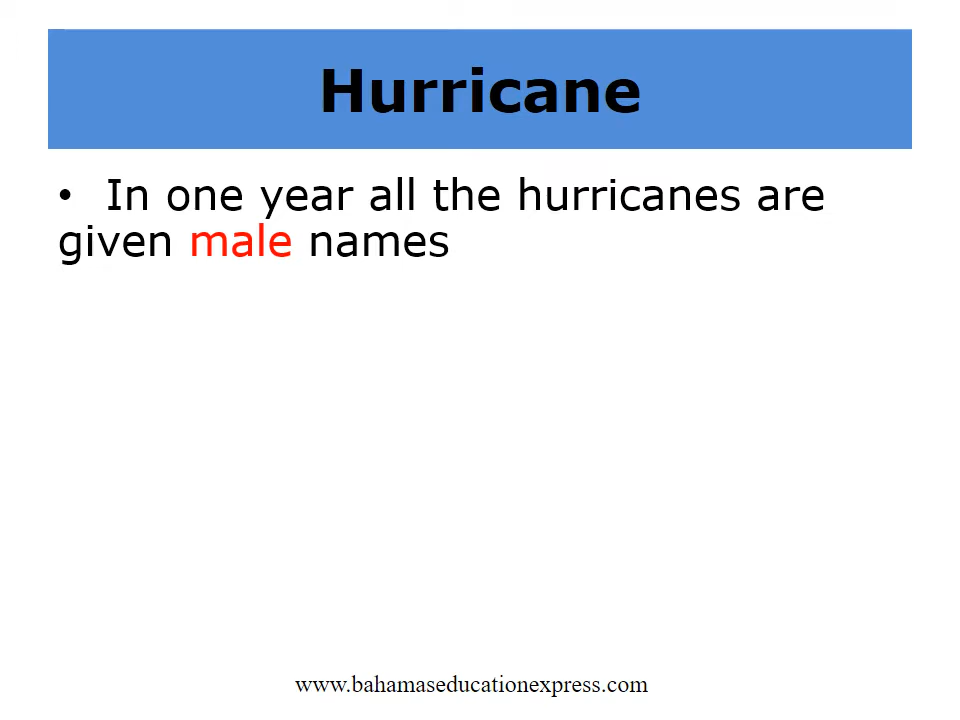 Hurricane
• In one year all the hurricanes are
given male names
www.bahamaseducationexpress.com